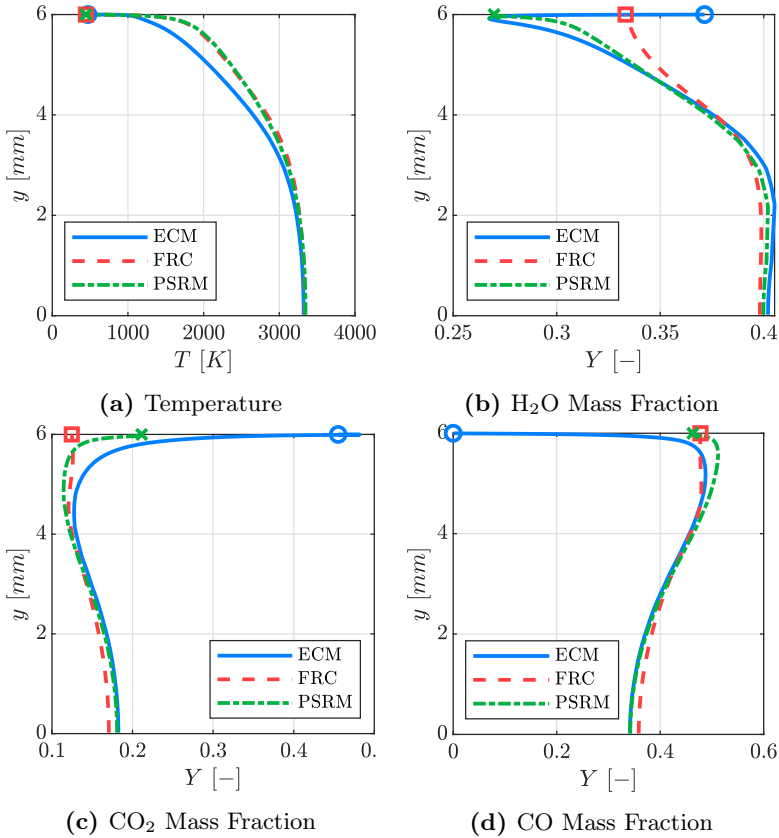 6
4
2
0
y [mm]
ECM
FRC
PSRM
0 1000 2000 3000 4000
T [K]
(a) Temperature
6
4
2
0
y [mm]
ECM
FRC
PSRM
0.25 0.3 0.35 0.4
Y [−]
(b) H₂O Mass Fraction
6
4
2
0
y [mm]
ECM
FRC
PSRM
0.1 0.2 0.3 0.4 0.
Y [−]
(c) CO₂ Mass Fraction
6
4
2
0
y [mm]
ECM
FRC
PSRM
0 0.2 0.4 0.6
Y [−]
(d) CO Mass Fraction